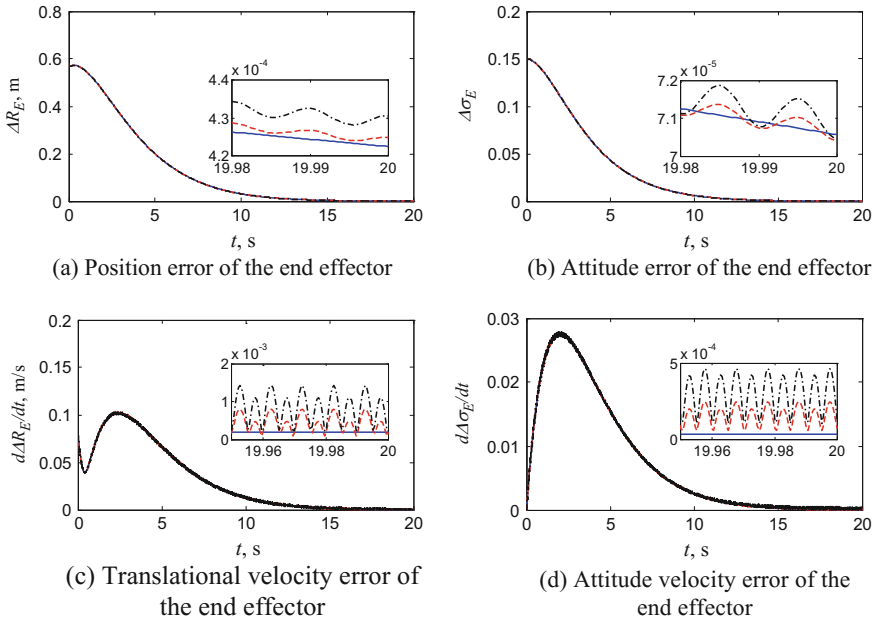 0.8
0.6
0.4
0.2
0
ΔR_E, m
x 10⁻⁴
4.4
4.3
4.2
19.98 19.99 20
0 5 10 15 20
t, s
(a) Position error of the end effector
0.2
0.15
0.1
0.05
0
Δσ_E
x 10⁻⁵
7.2
7.1
7
19.98 19.99 20
0 5 10 15 20
t, s
(b) Attitude error of the end effector
0.2
0.15
0.1
0.05
0
dΔR_E/dt, m/s
x 10⁻³
2
1
0
19.96 19.98 20
0 5 10 15 20
t, s
(c) Translational velocity error of
the end effector
0.03
0.02
0.01
0
dΔσ_E/dt
x 10⁻⁴
5
0
19.96 19.98 20
0 5 10 15 20
t, s
(d) Attitude velocity error of the
end effector